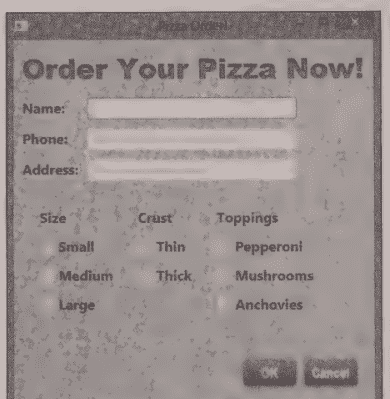 Pizza Order
Order Your Pizza Now!
Name:
Phone:
Address:
Size Crust Toppings
Small Thin Pepperoni
Medium Thick Mushrooms
Large Anchovies
OK Cancel